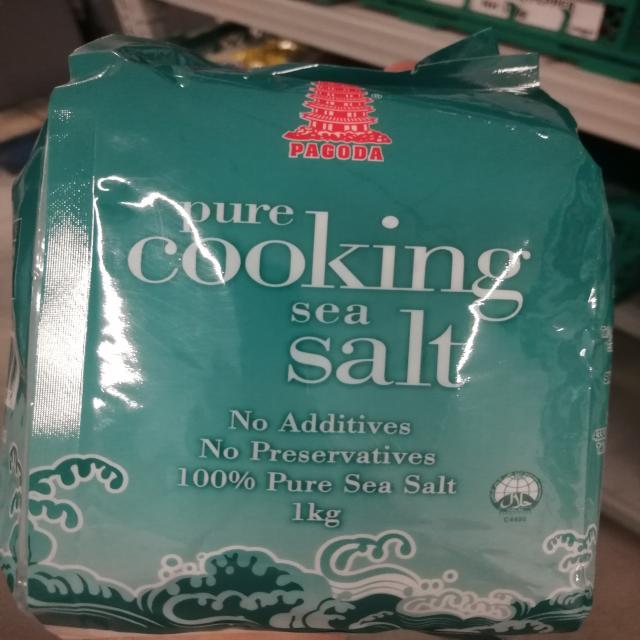 PAGODA
pure
cooking
sea
salt
No Additives
No Preservatives
100% Pure Sea Salt
1kg